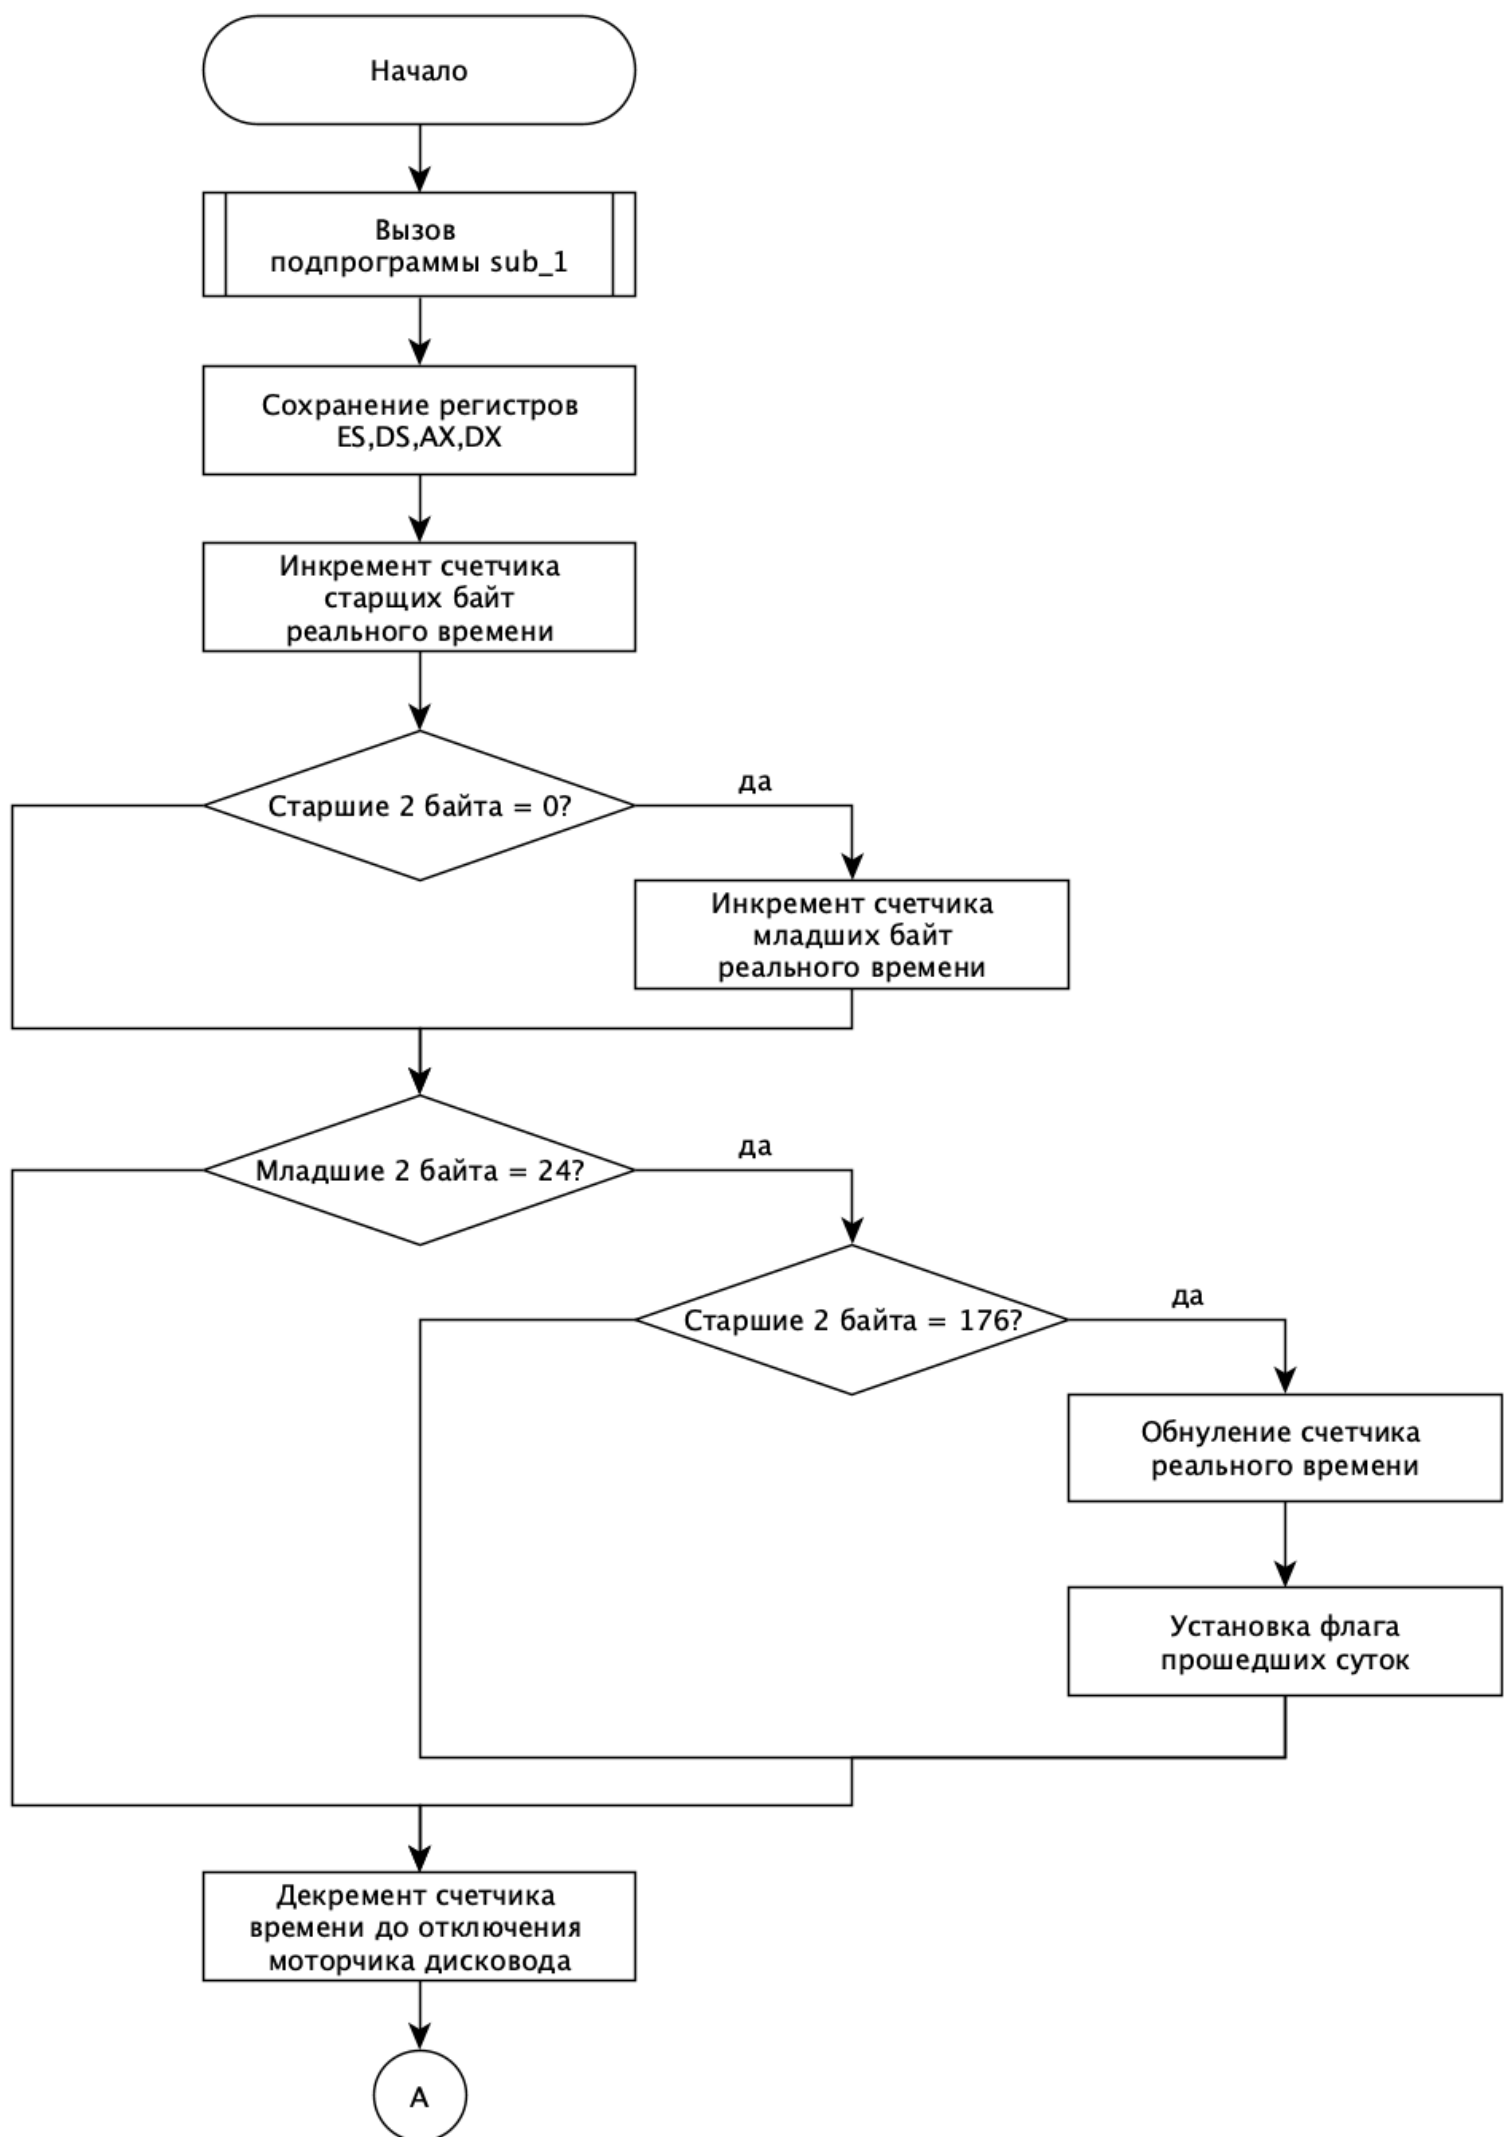 Начало
Вызов
подпрограммы sub_1
Сохранение регистров
ES,DS,AX,DX
Инкремент счетчика
старщих байт
реального времени
Старшие 2 байта = 0?
да
Инкремент счетчика
младших байт
реального времени
Младшие 2 байта = 24?
да
Старшие 2 байта = 176?
да
Обнуление счетчика
реального времени
Установка флага
прошедших суток
Декремент счетчика
времени до отключения
моторчика дисковода
А